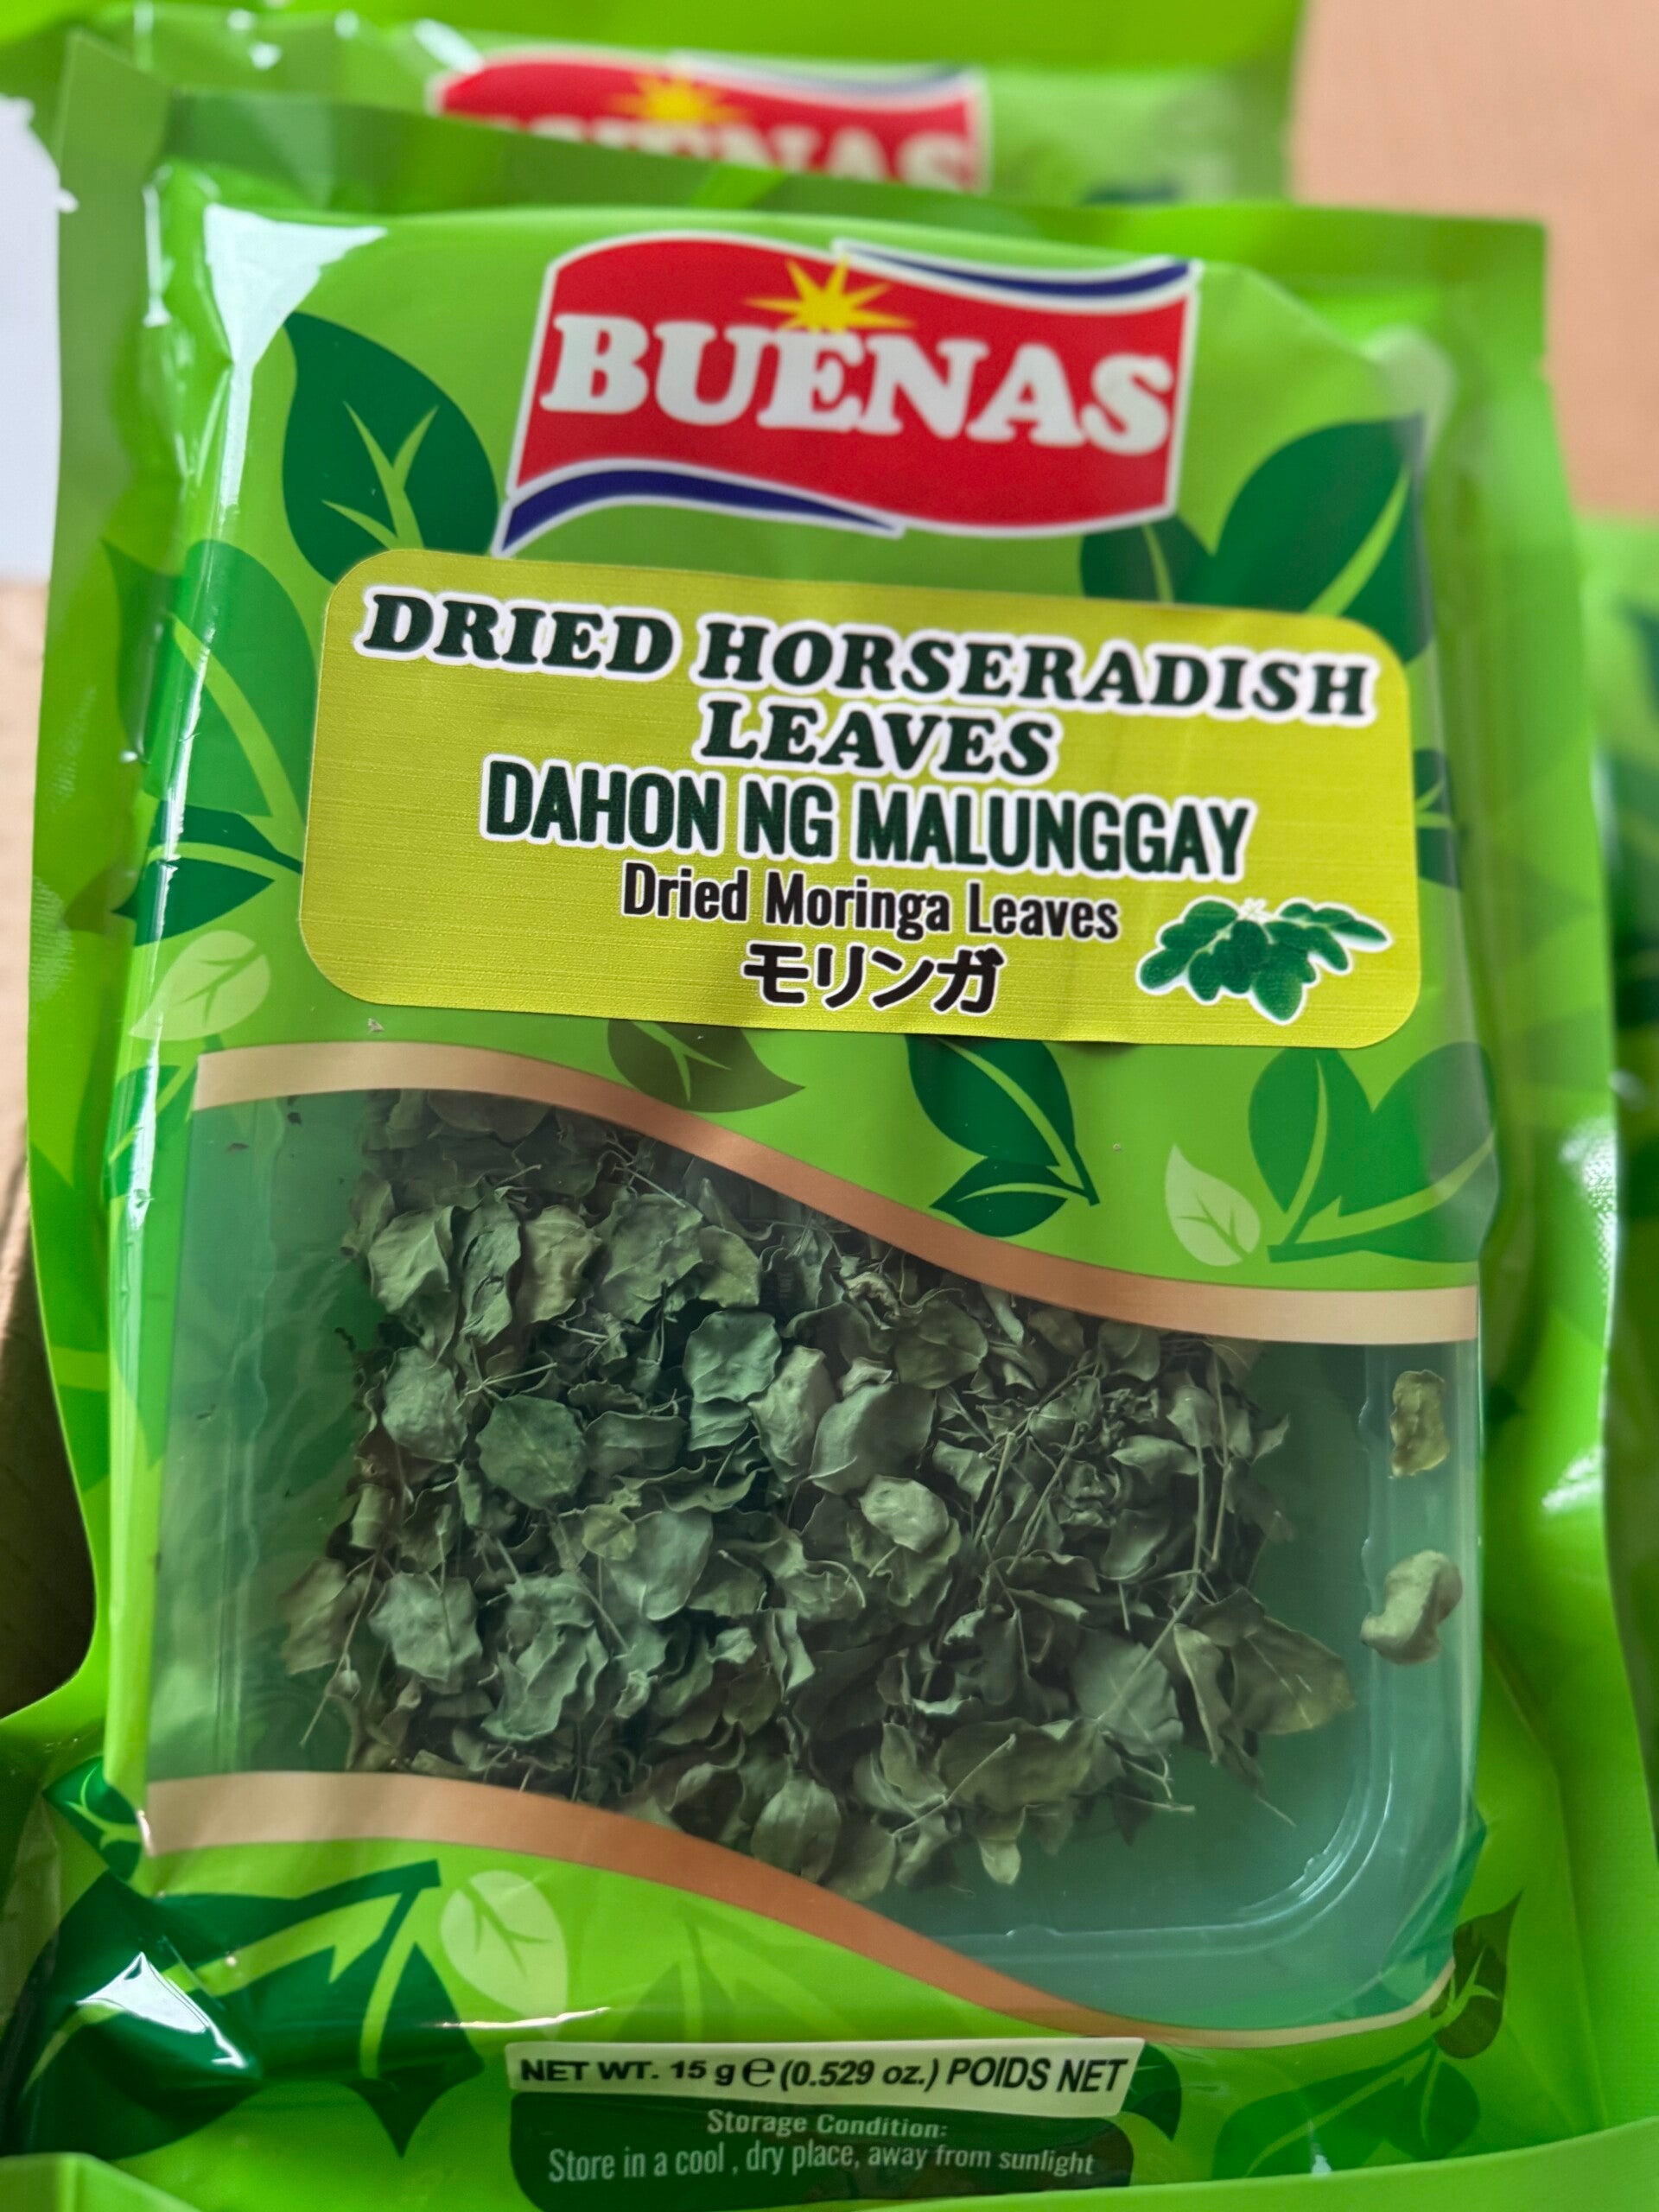 BUENAS
BUENAS
DRIED HORSERADISH
LEAVES
DAHON NG MALUNGGAY
Dried Moringa Leaves
モリンガ
NET WT. 15 g ℮ (0.529 oz.) POIDS NET
Storage Condition:
Store in a cool , dry place, away from sunlight